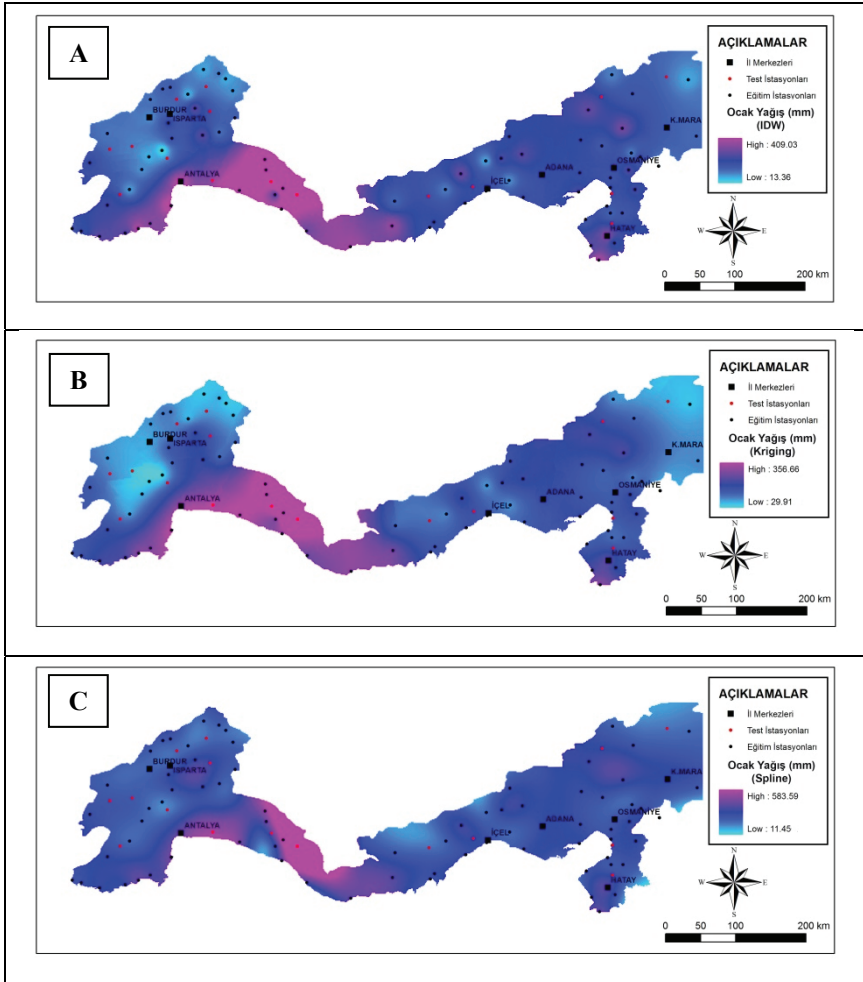 A
BURDUR
ISPARTA
ANTALYA
İÇEL
ADANA
OSMANİYE
K.MARA
HATAY
AÇIKLAMALAR
İl Merkezleri
Test İstasyonları
Eğitim İstasyonları
Ocak Yağış (mm)
(IDW)
High : 409.03
Low : 13.36
N
W E
S
0 50 100 200 km
B
BURDUR
ISPARTA
ANTALYA
İÇEL
ADANA
OSMANİYE
K.MARA
HATAY
AÇIKLAMALAR
İl Merkezleri
Test İstasyonları
Eğitim İstasyonları
Ocak Yağış (mm)
(Kriging)
High : 356.66
Low : 29.91
N
W E
S
0 50 100 200 km
C
BURDUR
ISPARTA
ANTALYA
İÇEL
ADANA
OSMANİYE
K.MARA
HATAY
AÇIKLAMALAR
İl Merkezleri
Test İstasyonları
Eğitim İstasyonları
Ocak Yağış (mm)
(Spline)
High : 583.59
Low : 11.45
N
W E
S
0 50 100 200 km